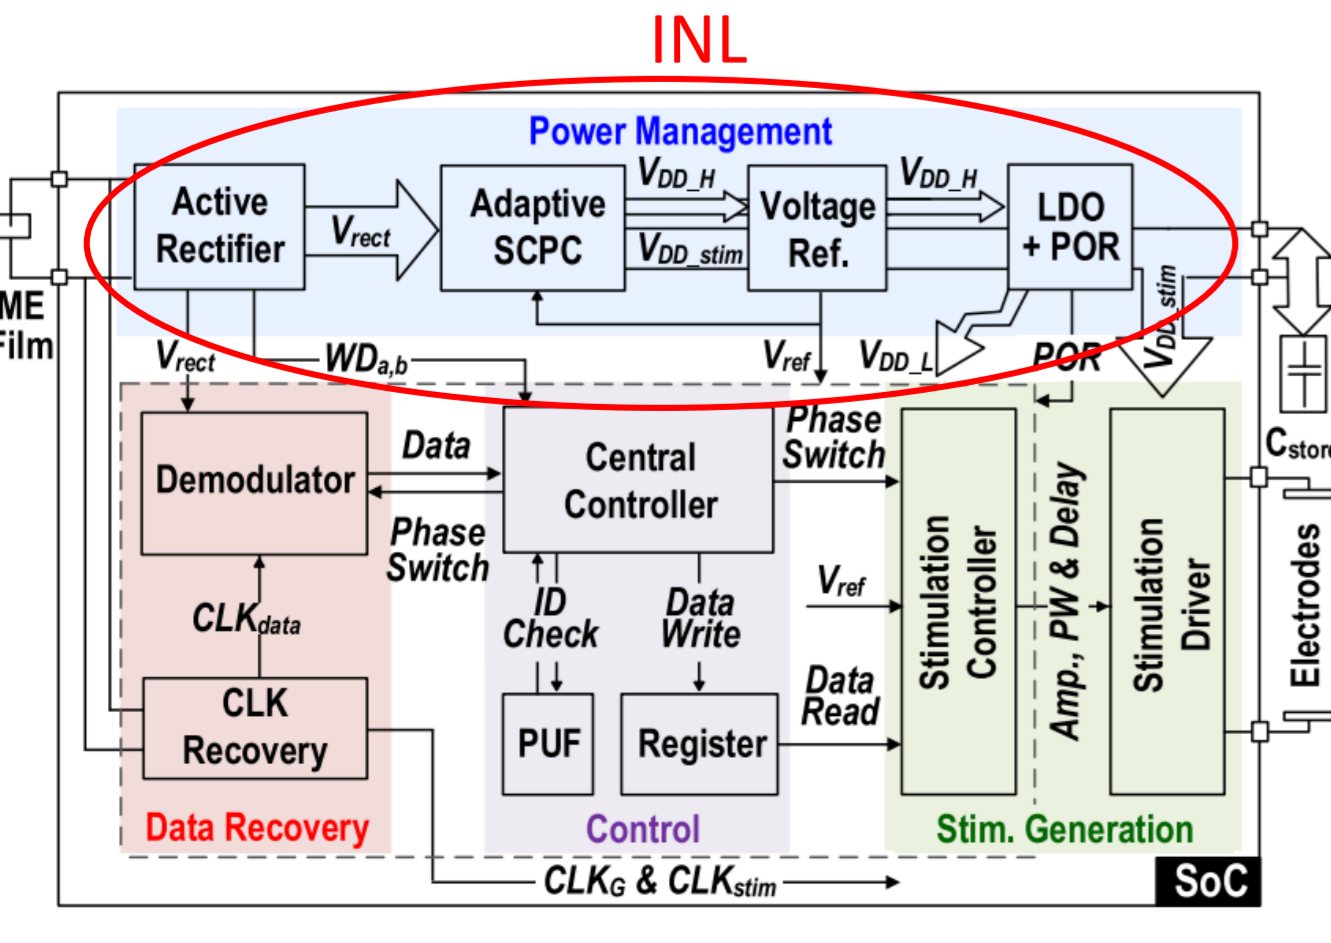 INL
Power Management
Active
Rectifier
Vrect
Adaptive
SCPC
VDD_H
VDD_stim
Voltage
Ref.
VDD_H
LDO
+ POR
ME
Film
Vrect
WDa,b
Vref
VDD_L
POR
VDD_stim
Cstore
Demodulator
Data
Phase
Switch
Central
Controller
Phase
Switch
CLKdata
ID
Check
Data
Write
Vref
Data
Read
CLK
Recovery
PUF
Register
Stimulation
Controller
Amp., PW & Delay
Stimulation
Driver
Electrodes
Data Recovery
Control
Stim. Generation
CLKG & CLKstim
SoC